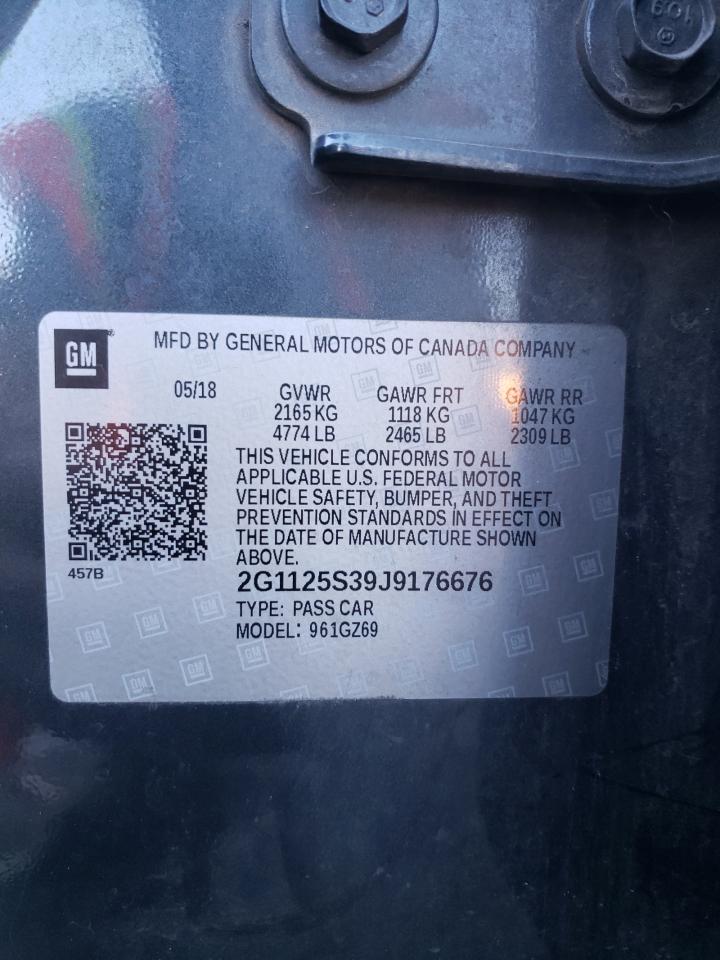 10.9
GM
MFD BY GENERAL MOTORS OF CANADA COMPANY
05/18 GVWR GAWR FRT GAWR RR
2165 KG 1118 KG 1047 KG
4774 LB 2465 LB 2309 LB
THIS VEHICLE CONFORMS TO ALL
APPLICABLE U.S. FEDERAL MOTOR
VEHICLE SAFETY, BUMPER, AND THEFT
PREVENTION STANDARDS IN EFFECT ON
THE DATE OF MANUFACTURE SHOWN
ABOVE.
457B
2G1125S39J9176676
TYPE: PASS CAR
MODEL: 961GZ69